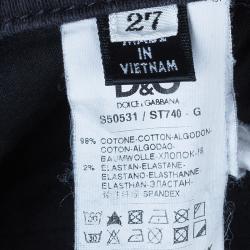 27
IN
VIETNAM
D&G
DOLCE & GABBANA
S50531 / ST740 - G
98% COTONE-COTTON-ALGODON-
COTON-ALGODAO-
BAUMWOLLE-ХЛОПОК-
2% ELASTAN-ELASTANE-
ELASTANO-ELASTHANNE
ELASTHAN-ЭЛАСТАН-
SPANDEX